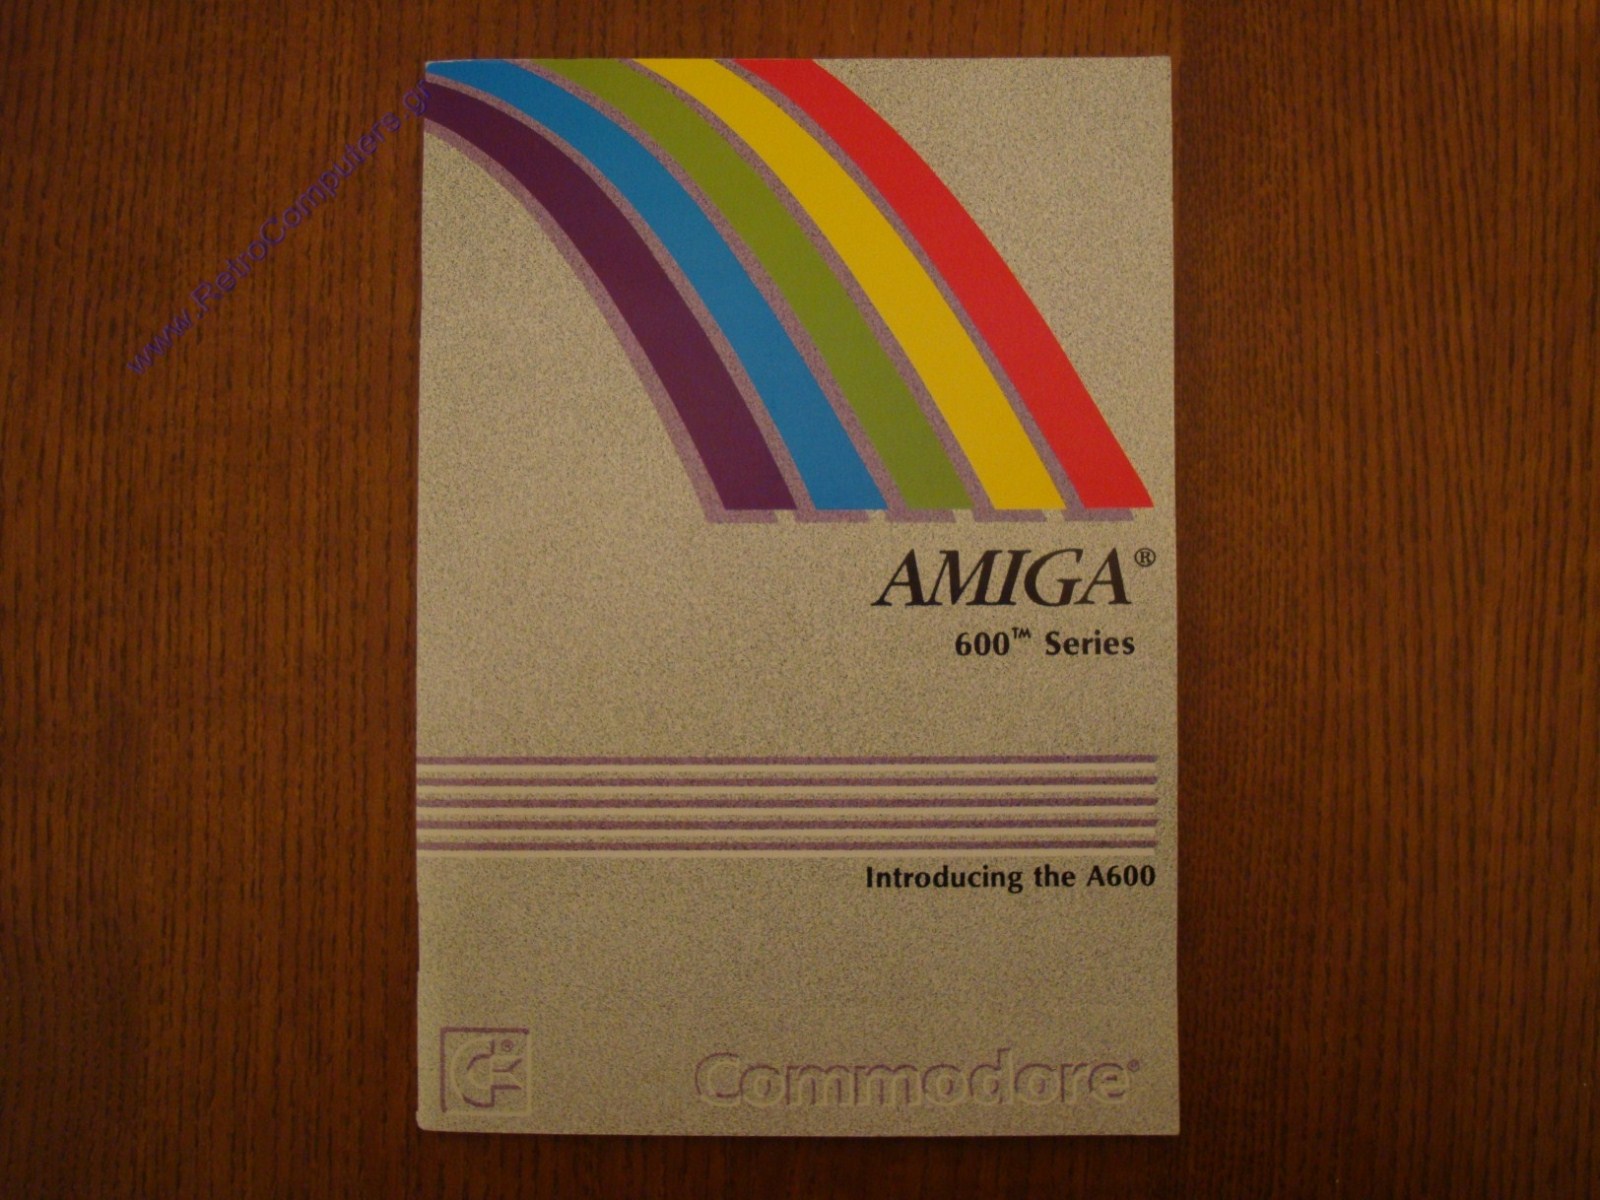 www.RetroComputers.gr
AMIGA®
600™ Series
Introducing the A600
Commodore®